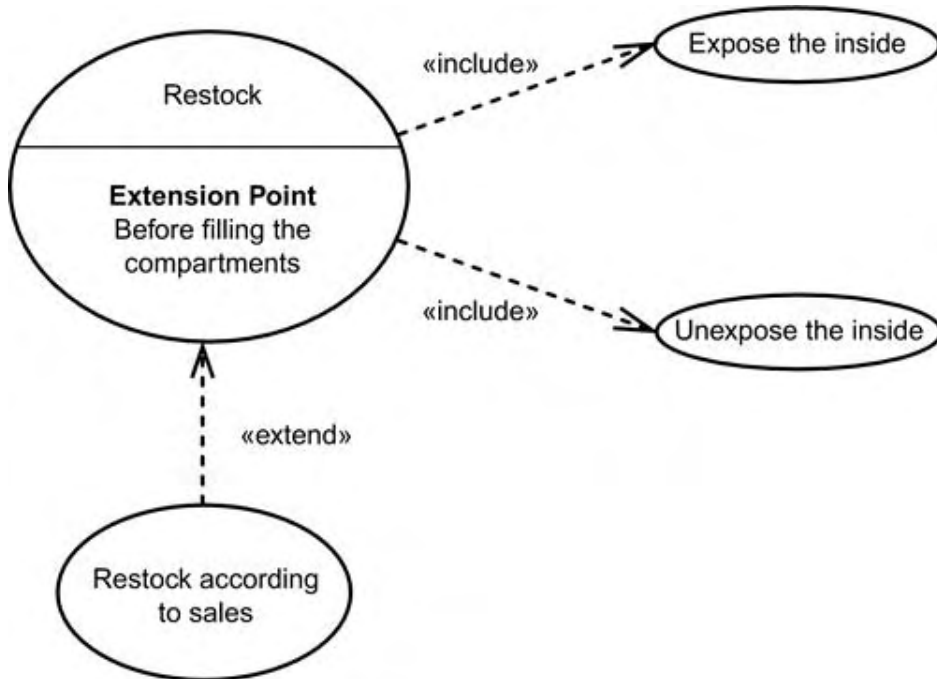 Restock
Extension Point
Before filling the
compartments
«include»
Expose the inside
«include»
Unexpose the inside
«extend»
Restock according
to sales